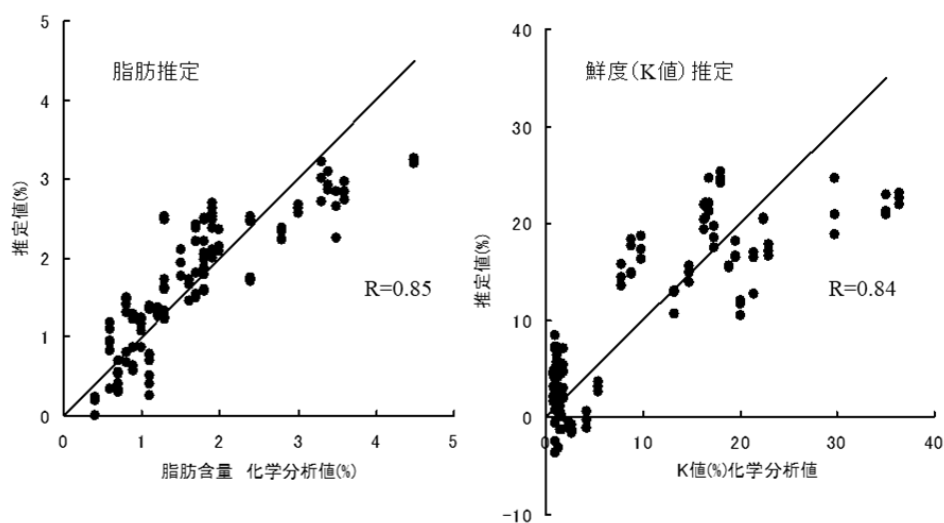 脂肪推定
5
4
3
2
1
0
推定値(%)
R=0.85
0 1 2 3 4 5
脂肪含量 化学分析値(%)
鮮度(K値)推定
40
30
20
10
0
-10
推定値(%)
R=0.84
0 10 20 30 40
K値(%)化学分析値